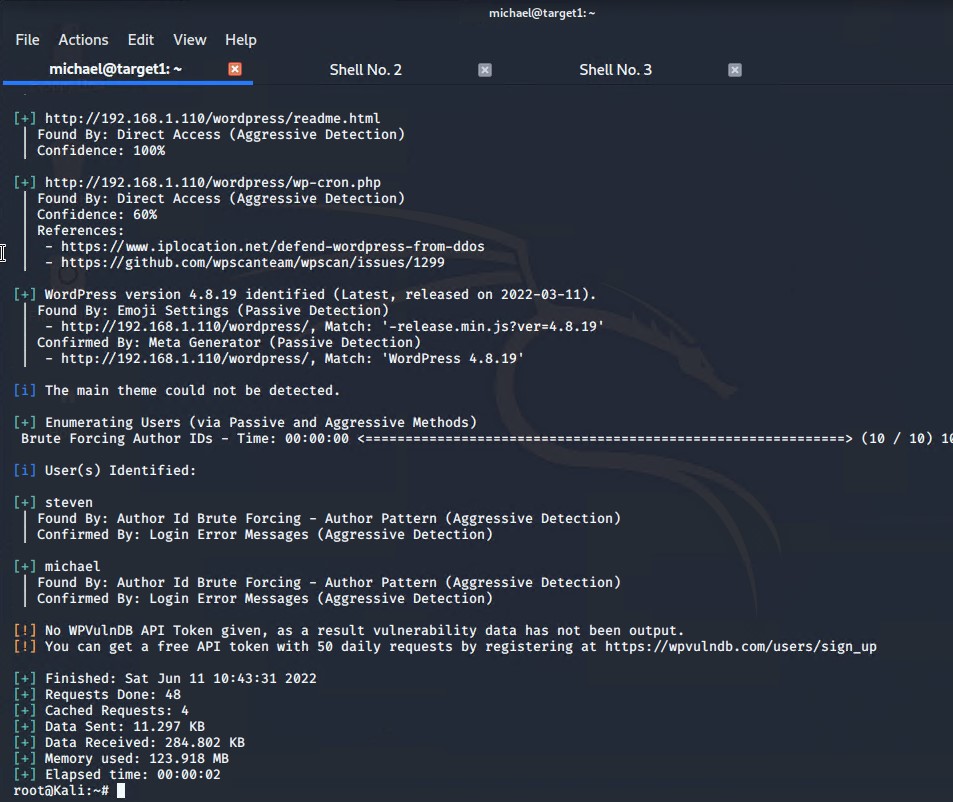 michael@target1: ~
File Actions Edit View Help
michael@target1: ~ Shell No. 2 Shell No. 3
[+] http://192.168.1.110/wordpress/readme.html
| Found By: Direct Access (Aggressive Detection)
| Confidence: 100%
[+] http://192.168.1.110/wordpress/wp-cron.php
| Found By: Direct Access (Aggressive Detection)
| Confidence: 60%
| References:
| - https://www.iplocation.net/defend-wordpress-from-ddos
| - https://github.com/wpscanteam/wpscan/issues/1299
[+] WordPress version 4.8.19 identified (Latest, released on 2022-03-11).
| Found By: Emoji Settings (Passive Detection)
| - http://192.168.1.110/wordpress/, Match: '-release.min.js?ver=4.8.19'
| Confirmed By: Meta Generator (Passive Detection)
| - http://192.168.1.110/wordpress/, Match: 'WordPress 4.8.19'
[i] The main theme could not be detected.
[+] Enumerating Users (via Passive and Aggressive Methods)
Brute Forcing Author IDs - Time: 00:00:00 <============================================================> (10 / 10) 10
[i] User(s) Identified:
[+] steven
| Found By: Author Id Brute Forcing - Author Pattern (Aggressive Detection)
| Confirmed By: Login Error Messages (Aggressive Detection)
[+] michael
| Found By: Author Id Brute Forcing - Author Pattern (Aggressive Detection)
| Confirmed By: Login Error Messages (Aggressive Detection)
[!] No WPVulnDB API Token given, as a result vulnerability data has not been output.
[!] You can get a free API token with 50 daily requests by registering at https://wpvulndb.com/users/sign_up
[+] Finished: Sat Jun 11 10:43:31 2022
[+] Requests Done: 48
[+] Cached Requests: 4
[+] Data Sent: 11.297 KB
[+] Data Received: 284.802 KB
[+] Memory used: 123.918 MB
[+] Elapsed time: 00:00:02
root@Kali:~#